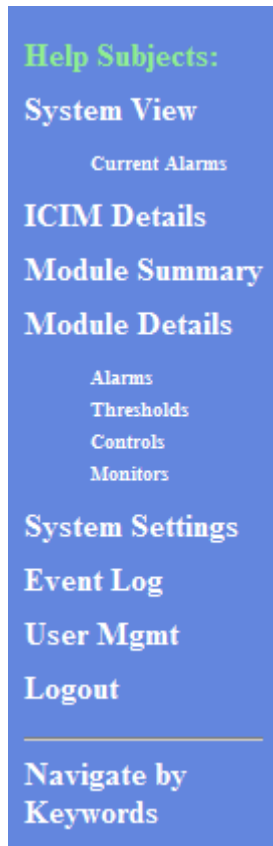 Help Subjects:
System View
Current Alarms
ICIM Details
Module Summary
Module Details
Alarms
Thresholds
Controls
Monitors
System Settings
Event Log
User Mgmt
Logout
Navigate by
Keywords